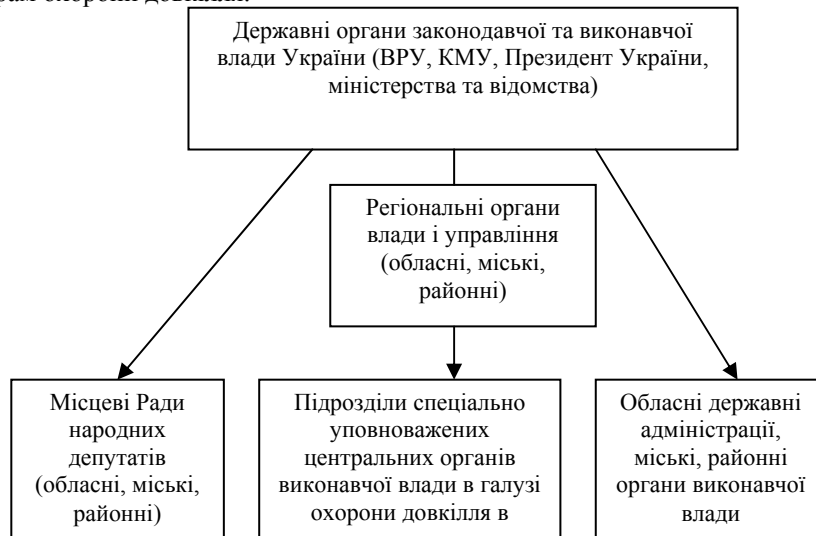 охорони довкілля.
Державні органи законодавчої та виконавчої
влади України (ВРУ, КМУ, Президент України,
міністерства та відомства)
Регіональні органи
влади і управління
(обласні, міські,
районні)
Місцеві Ради
народних
депутатів
(обласні, міські,
районні)
Підрозділи спеціально
уповноважених
центральних органів
виконавчої влади в галузі
охорони довкілля в
Обласні державні
адміністрації,
міські, районні
органи виконавчої
влади